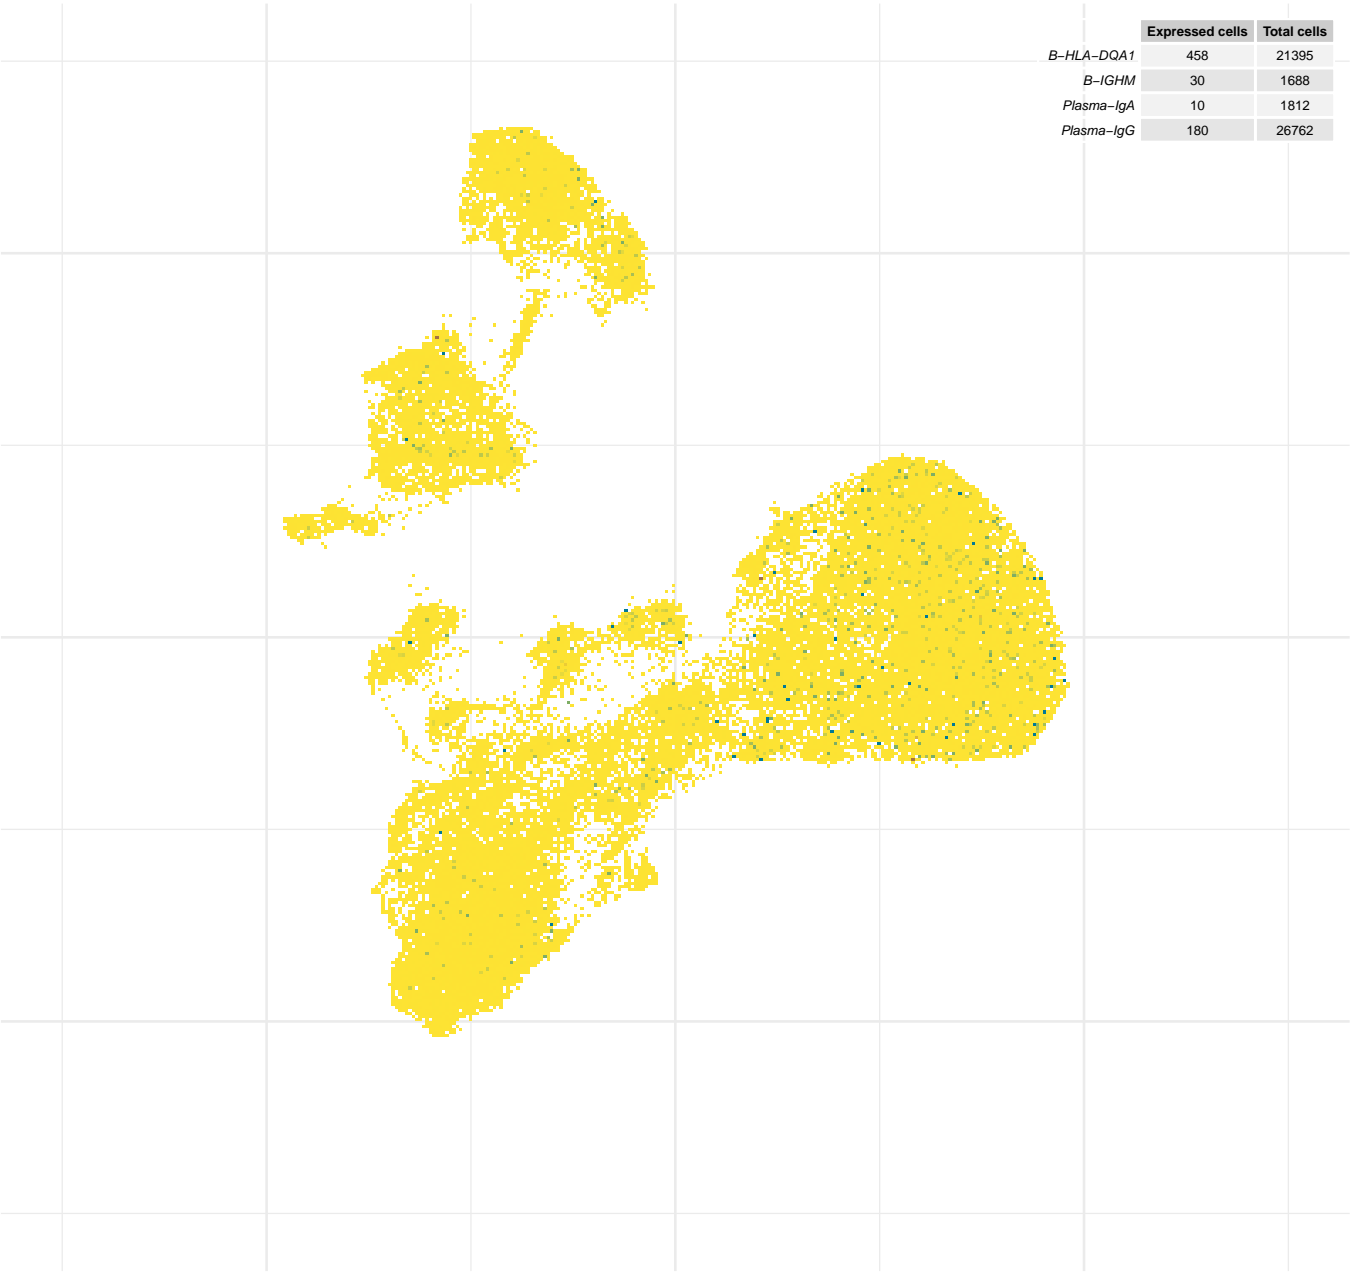 Expressed cells Total cells
B−HLA−DQA1 458 21395
B−IGHM 30 1688
Plasma−IgA 10 1812
Plasma−IgG 180 26762